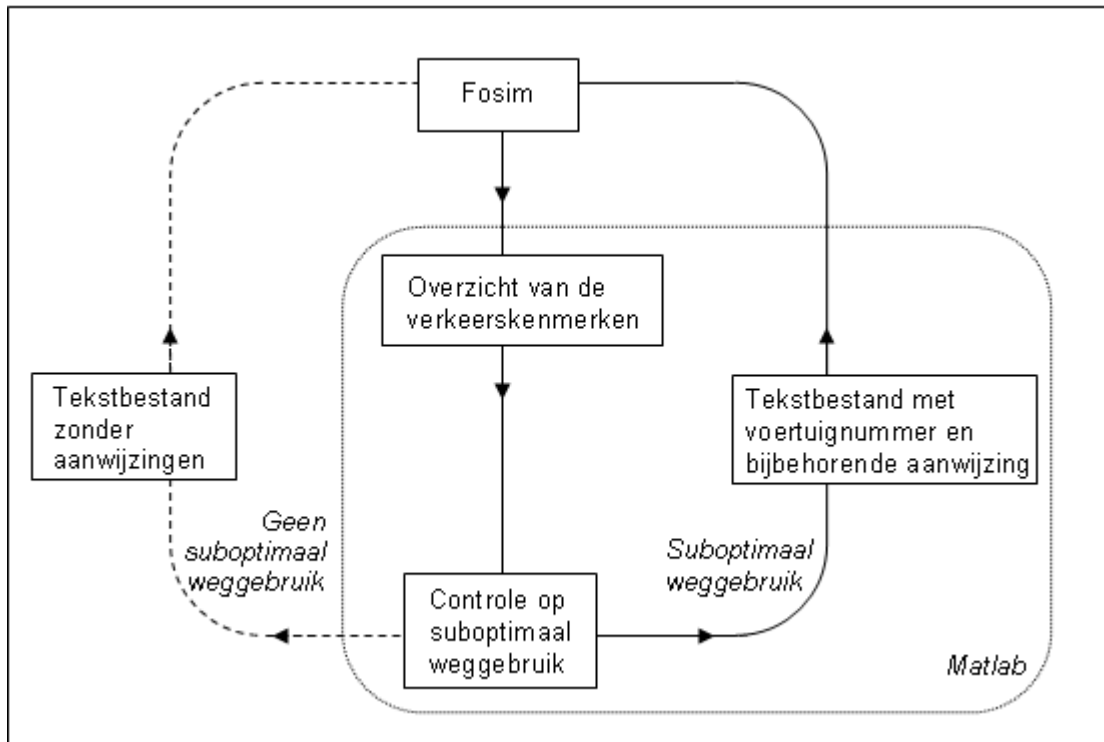 Fosim
Overzicht van de
verkeerskenmerken
Tekstbestand
zonder
aanwijzingen
Tekstbestand met
voertuignummer en
bijbehorende aanwijzing
Geen
suboptimaal
weggebruik
Suboptimaal
weggebruik
Controle op
suboptimaal
weggebruik
Matlab